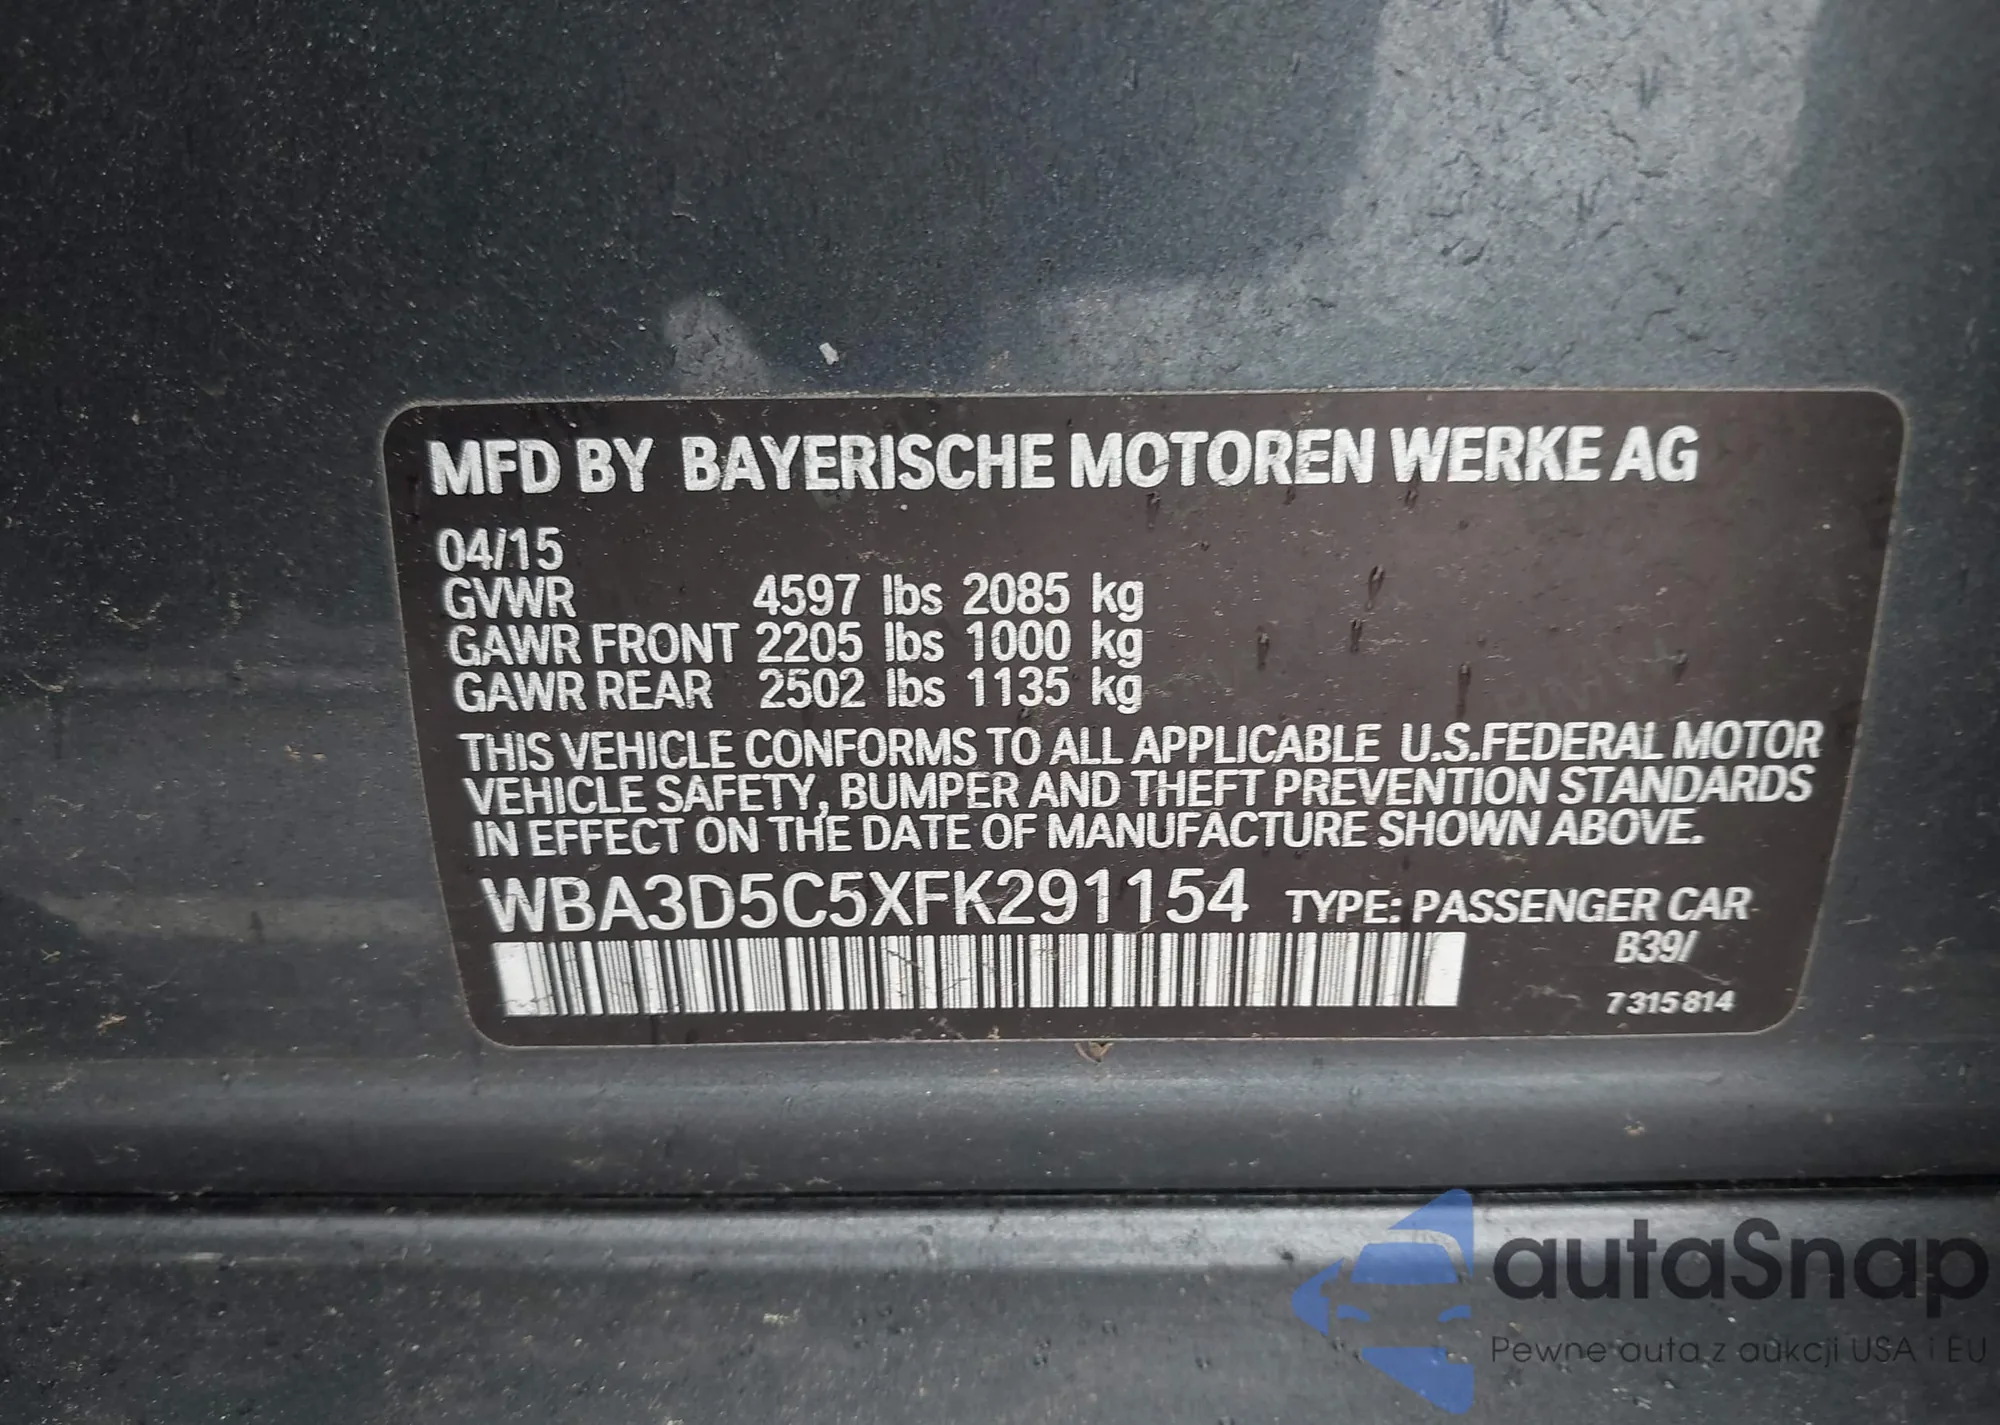 MFD BY BAYERISCHE MOTOREN WERKE AG
04/15
GVWR 4597 lbs 2085 kg
GAWR FRONT 2205 lbs 1000 kg
GAWR REAR 2502 lbs 1135 kg
THIS VEHICLE CONFORMS TO ALL APPLICABLE U.S.FEDERAL MOTOR
VEHICLE SAFETY, BUMPER AND THEFT PREVENTION STANDARDS
IN EFFECT ON THE DATE OF MANUFACTURE SHOWN ABOVE.
WBA3D5C5XFK291154 TYPE: PASSENGER CAR
B39/
7 315 814
autaSnap
Pewne auta z aukcji USA i EU